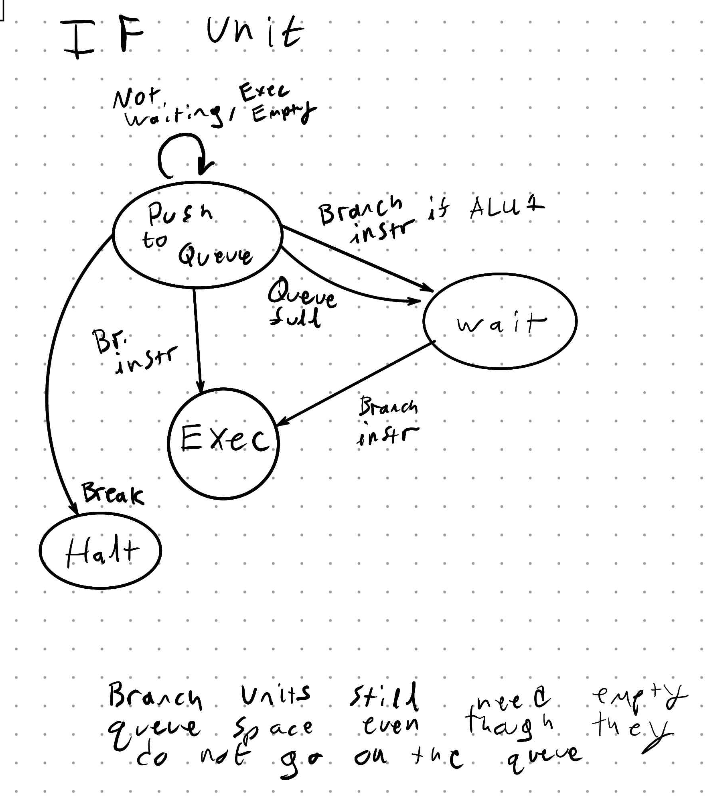 IF Unit
Not Exec
waiting, Empty
Push
to Queue
Branch if ALU1
instr
Queue
full
wait
Br.
instr
Exec
Branch
instr
Break
Halt
Branch Units still need empty
queue space even though they
do not go on the queue